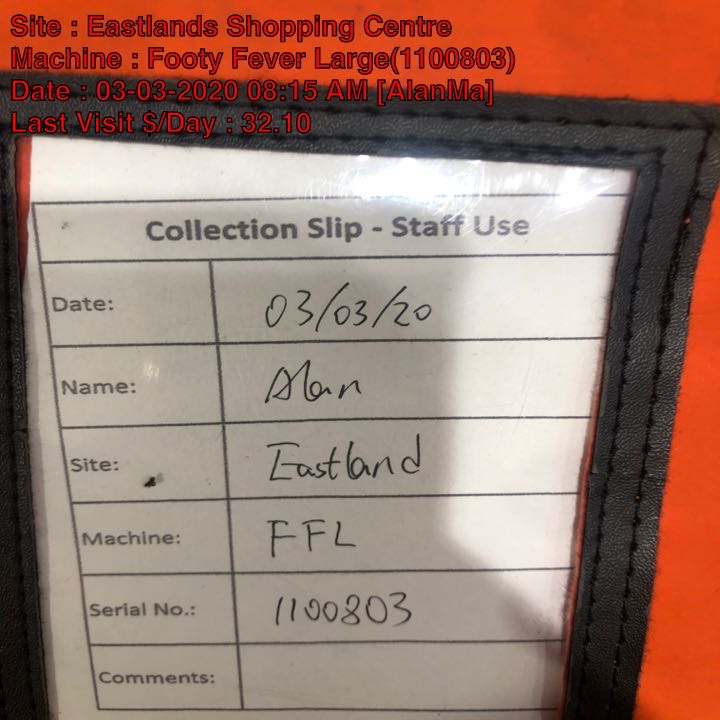 Site : Eastlands Shopping Centre
Machine : Footy Fever Large(1100803)
Date : 03-03-2020 08:15 AM [AlanMa]
Last Visit $/Day : 32.10
Collection Slip - Staff Use
Date: 03/03/20
Name: Alan
Site: Eastland
Machine: FFL
Serial No.: 1100803
Comments: